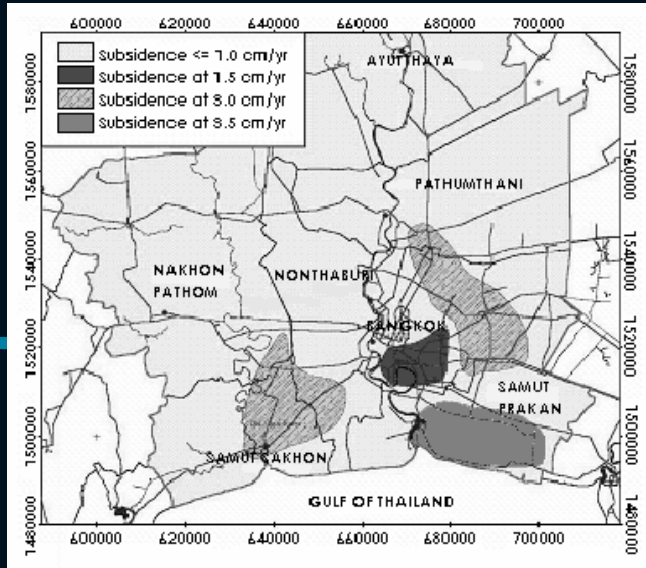 600000 620000 640000 660000 680000 700000
Subsidence <= 1.0 cm/yr
Subsidence at 1.5 cm/yr
Subsidence at 3.0 cm/yr
Subsidence at 3.5 cm/yr
AYUTTHAYA
PATHUMTHANI
NAKHON
PATHOM
NONTHABURI
BANGKOK
SAMUT
PRAKAN
SAMUT SAKHON
GULF OF THAILAND
1580000
1560000
1540000
1520000
1500000
1480000
1580000
1560000
1540000
1520000
1500000
1480000
600000 620000 640000 660000 680000 700000